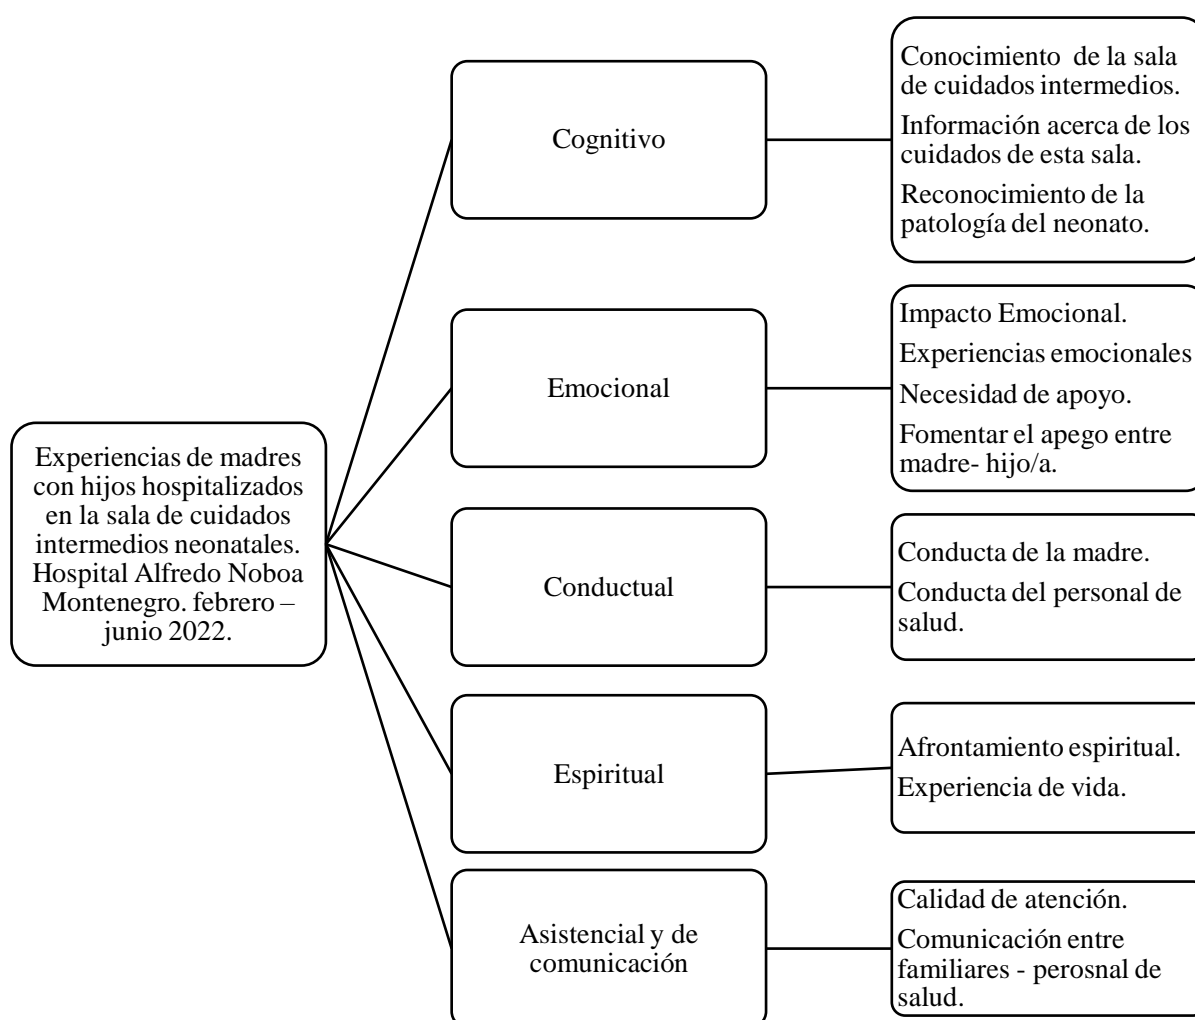 Experiencias de madres
con hijos hospitalizados
en la sala de cuidados
intermedios neonatales.
Hospital Alfredo Noboa
Montenegro. febrero –
junio 2022.
Cognitivo
Conocimiento de la sala
de cuidados intermedios.
Información acerca de los
cuidados de esta sala.
Reconocimiento de la
patología del neonato.
Emocional
Impacto Emocional.
Experiencias emocionales
Necesidad de apoyo.
Fomentar el apego entre
madre- hijo/a.
Conductual
Conducta de la madre.
Conducta del personal de
salud.
Espiritual
Afrontamiento espiritual.
Experiencia de vida.
Asistencial y de
comunicación
Calidad de atención.
Comunicación entre
familiares - perosnal de
salud.